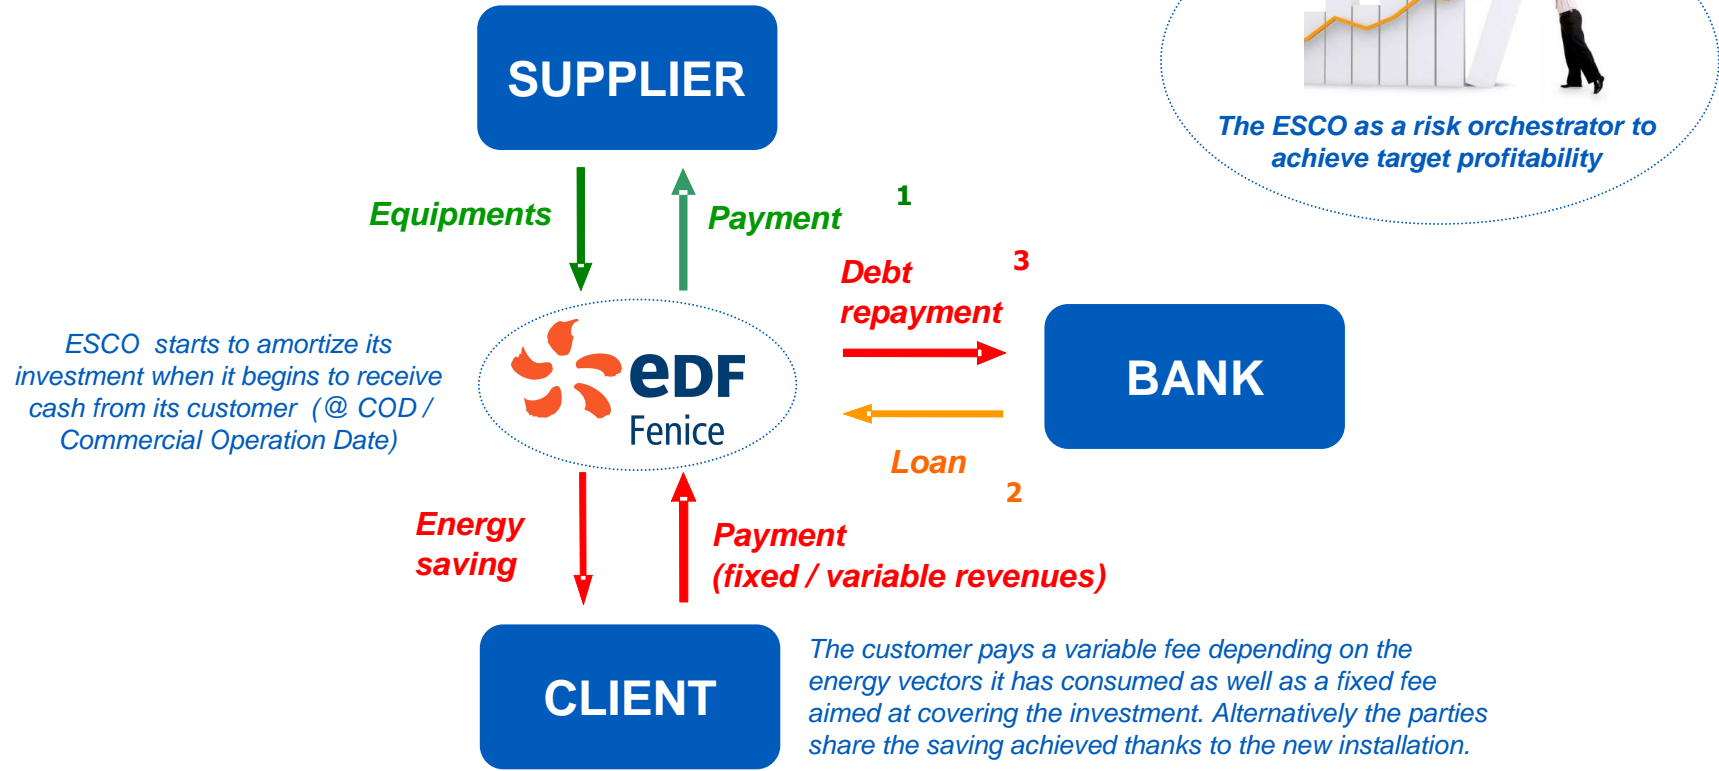 SUPPLIER
The ESCO as a risk orchestrator to
achieve target profitability
Equipments
Payment
1
Debt
repayment
3
ESCO starts to amortize its
investment when it begins to receive
cash from its customer (@ COD /
Commercial Operation Date)
eDF
Fenice
BANK
Loan
2
Energy
saving
Payment
(fixed / variable revenues)
CLIENT
The customer pays a variable fee depending on the
energy vectors it has consumed as well as a fixed fee
aimed at covering the investment. Alternatively the parties
share the saving achieved thanks to the new installation.